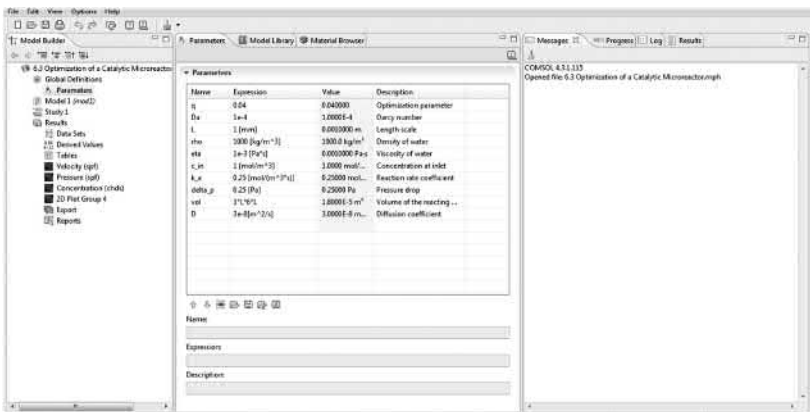 File Edit View Options Help
Model Builder
6.3 Optimization of a Catalytic Microreactor
Global Definitions
Parameters
Model 1 (mod1)
Study 1
Results
Data Sets
Derived Values
Tables
Velocity (spf)
Pressure (spf)
Concentration (chds)
2D Plot Group 4
Export
Reports
Parameters Model Library Material Browser
Parameters
Name Expression Value Description
q 0.04 0.040000 Optimization parameter
Da 1e-4 1.0000E-4 Darcy number
L 1 [mm] 0.0010000 m Length scale
rho 1000 [kg/m^3] 1000.0 kg/m³ Density of water
eta 1e-3 [Pa*s] 0.0010000 Pa·s Viscosity of water
c_in 1 [mol/m^3] 1.0000 mol/... Concentration at inlet
k_a 0.25 [mol/(m^3*s)] 0.25000 mol... Reaction rate coefficient
delta_p 0.25 [Pa] 0.25000 Pa Pressure drop
vol 3*L*6*L 1.8000E-5 m² Volume of the reacting ...
D 3e-8[m^2/s] 3.0000E-8 m... Diffusion coefficient
Name:
Expression:
Description:
Messages Progress Log Results
COMSOL 4.3.1.115
Opened file: 6.3 Optimization of a Catalytic Microreactor.mph